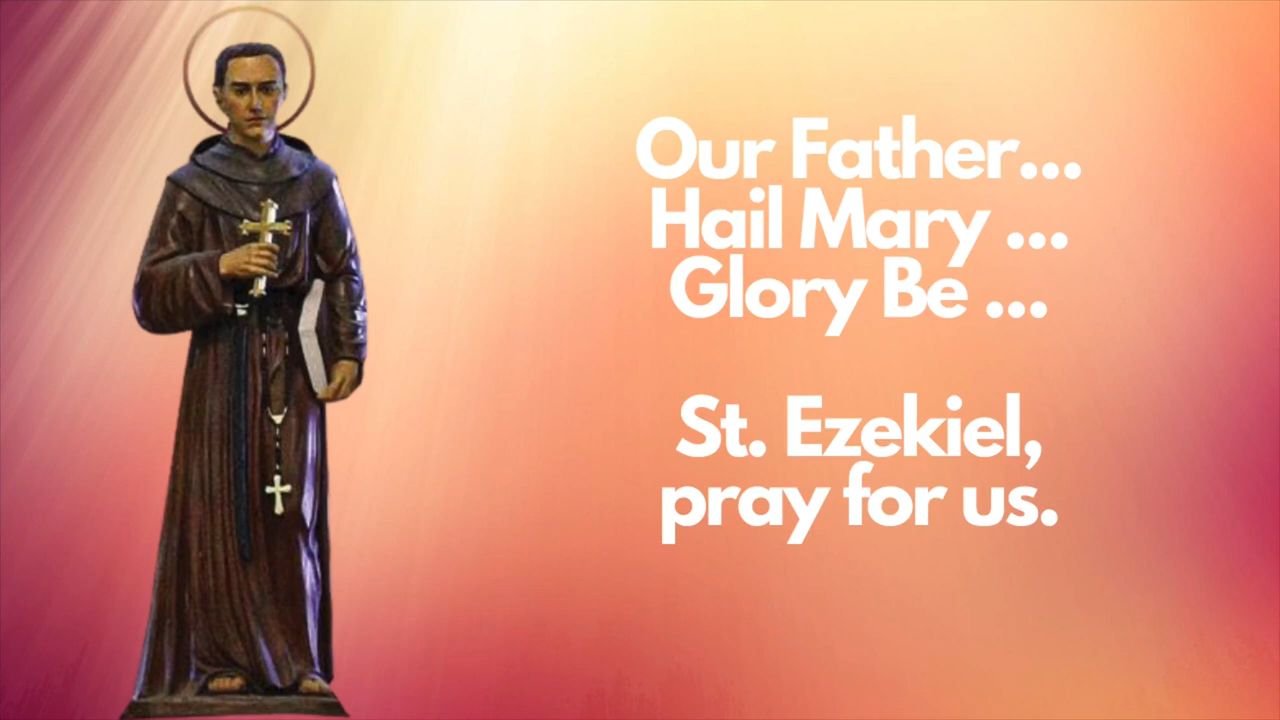 Our Father...
Hail Mary ...
Glory Be ...
St. Ezekiel,
pray for us.